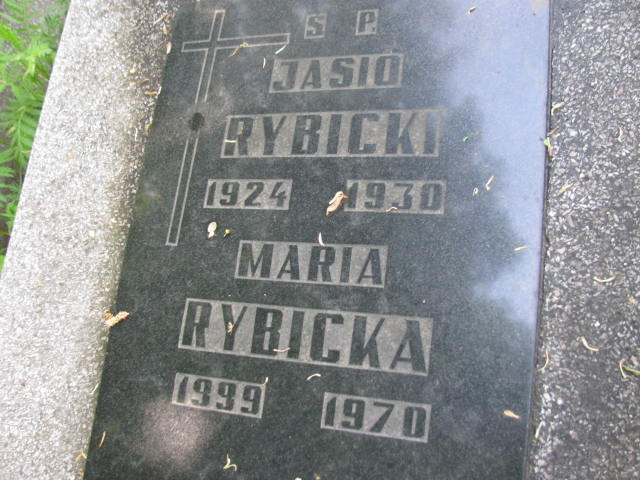 S P
JASIO
RYBICKI
1924 1930
MARIA
RYBICKA
1899 1970